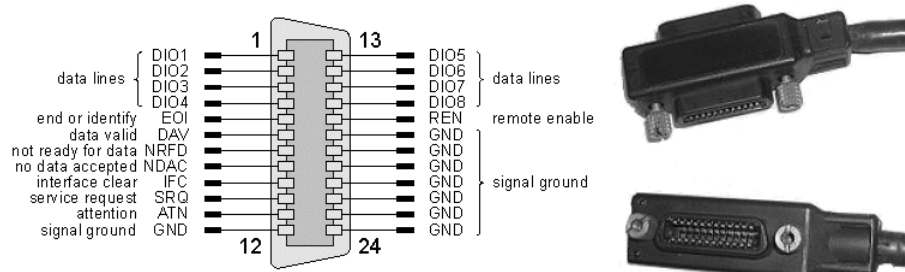 1 13
DIO1 DIO5
DIO2 DIO6
data lines DIO3 DIO7 data lines
DIO4 DIO8
end or identify EOI REN remote enable
data valid DAV GND
not ready for data NRFD GND
no data accepted NDAC GND
interface clear IFC GND signal ground
service request SRQ GND
attention ATN GND
signal ground GND GND
12 24